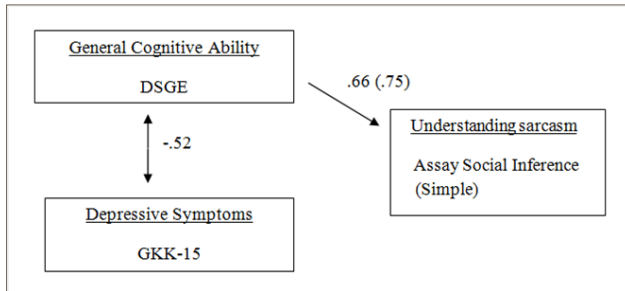 General Cognitive Ability
DSGE
.66 (.75)
Understanding sarcasm
Assay Social Inference
(Simple)
-.52
Depressive Symptoms
GKK-15